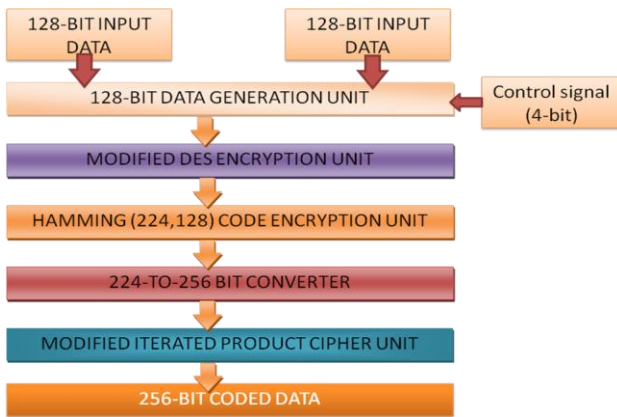 128-BIT INPUT
DATA
128-BIT INPUT
DATA
128-BIT DATA GENERATION UNIT
Control signal
(4-bit)
MODIFIED DES ENCRYPTION UNIT
HAMMING (224,128) CODE ENCRYPTION UNIT
224-TO-256 BIT CONVERTER
MODIFIED ITERATED PRODUCT CIPHER UNIT
256-BIT CODED DATA